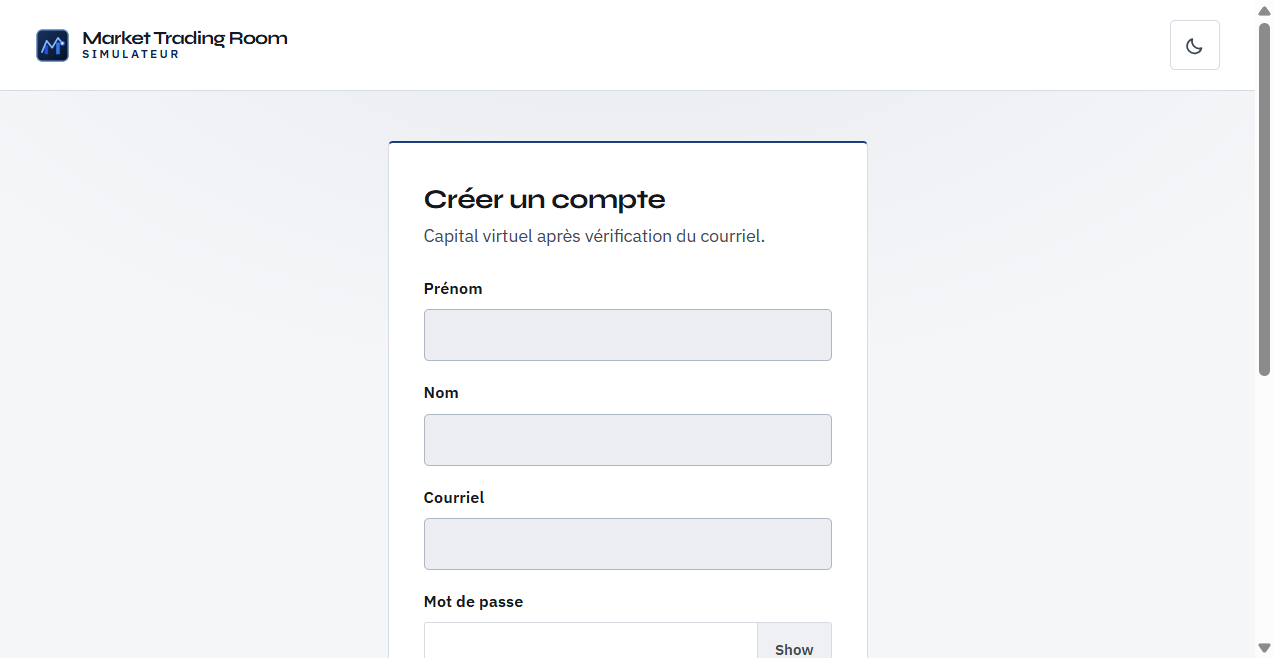 Market Trading Room
SIMULATEUR
Créer un compte
Capital virtuel après vérification du courriel.
Prénom
Nom
Courriel
Mot de passe
Show